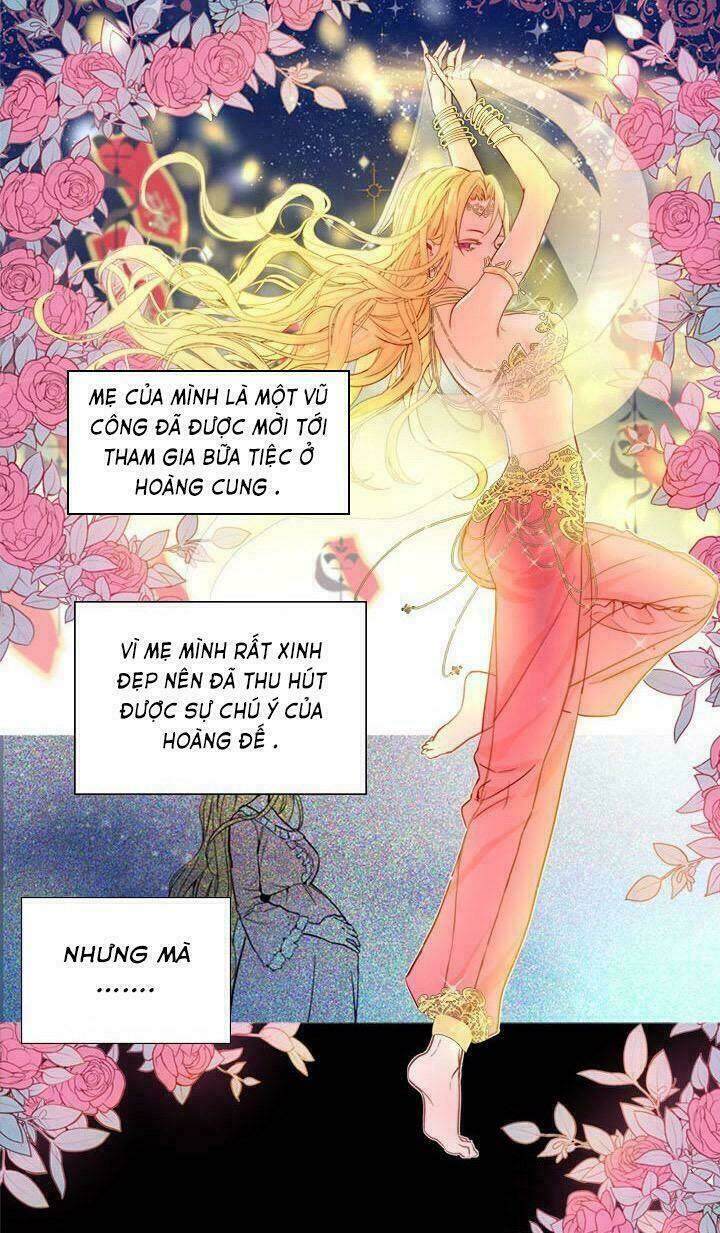 MẸ CỦA MÌNH LÀ MỘT VŨ
CÔNG ĐÃ ĐƯỢC MỜI TỚI
THAM GIA BỮA TIỆC Ở
HOÀNG CUNG .
VÌ MẸ MÌNH RẤT XINH
ĐẸP NÊN ĐÃ THU HÚT
ĐƯỢC SỰ CHÚ Ý CỦA
HOÀNG ĐẾ .
NHƯNG MÀ
.......